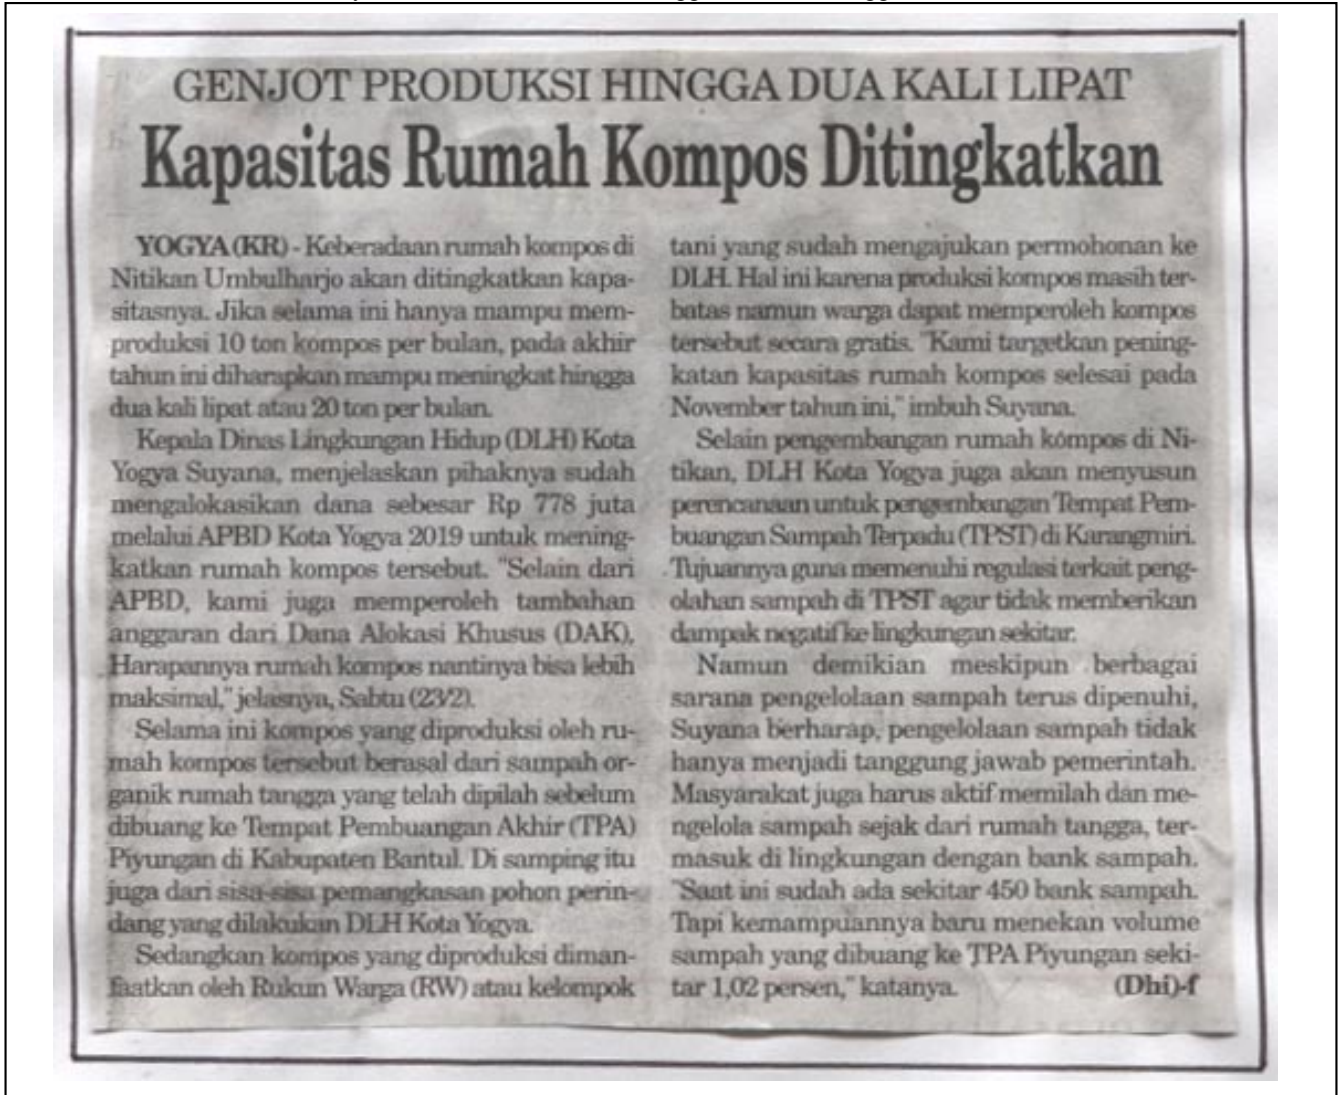 GENJOT PRODUKSI HINGGA DUA KALI LIPAT
Kapasitas Rumah Kompos Ditingkatkan
YOGYA (KR) - Keberadaan rumah kompos di
Nitikan Umbulharjo akan ditingkatkan kapa-
sitasnya. Jika selama ini hanya mampu mem-
produksi 10 ton kompos per bulan, pada akhir
tahun ini diharapkan mampu meningkat hingga
dua kali lipat atau 20 ton per bulan.
Kepala Dinas Lingkungan Hidup (DLH) Kota
Yogya Suyana, menjelaskan pihaknya sudah
mengalokasikan dana sebesar Rp 778 juta
melalui APBD Kota Yogya 2019 untuk mening-
katkan rumah kompos tersebut. "Selain dari
APBD, kami juga memperoleh tambahan
anggaran dari Dana Alokasi Khusus (DAK),
Harapannya rumah kompos nantinya bisa lebih
maksimal," jelasnya, Sabtu (23/2).
Selama ini kompos yang diproduksi oleh ru-
mah kompos tersebut berasal dari sampah or-
ganik rumah tangga yang telah dipilah sebelum
dibuang ke Tempat Pembuangan Akhir (TPA)
Piyungan di Kabupaten Bantul. Di samping itu
juga dari sisa-sisa pemangkasan pohon perin-
dang yang dilakukan DLH Kota Yogya.
Sedangkan kompos yang diproduksi diman-
faatkan oleh Rukun Warga (RW) atau kelompok
tani yang sudah mengajukan permohonan ke
DLH. Hal ini karena produksi kompos masih ter-
batas namun warga dapat memperoleh kompos
tersebut secara gratis. "Kami targetkan pening-
katan kapasitas rumah kompos selesai pada
November tahun ini," imbuh Suyana.
Selain pengembangan rumah kompos di Ni-
tikan, DLH Kota Yogya juga akan menyusun
perencanaan untuk pengembangan Tempat Pem-
buangan Sampah Terpadu (TPST) di Karangmiri.
Tujuannya guna memenuhi regulasi terkait peng-
olahan sampah di TPST agar tidak memberikan
dampak negatif ke lingkungan sekitar.
Namun demikian meskipun berbagai
sarana pengelolaan sampah terus dipenuhi,
Suyana berharap, pengelolaan sampah tidak
hanya menjadi tanggung jawab pemerintah.
Masyarakat juga harus aktif memilah dan me-
ngelola sampah sejak dari rumah tangga, ter-
masuk di lingkungan dengan bank sampah.
"Saat ini sudah ada sekitar 450 bank sampah.
Tapi kemampuannya baru menekan volume
sampah yang dibuang ke TPA Piyungan seki-
tar 1,02 persen," katanya. (Dhi)-f